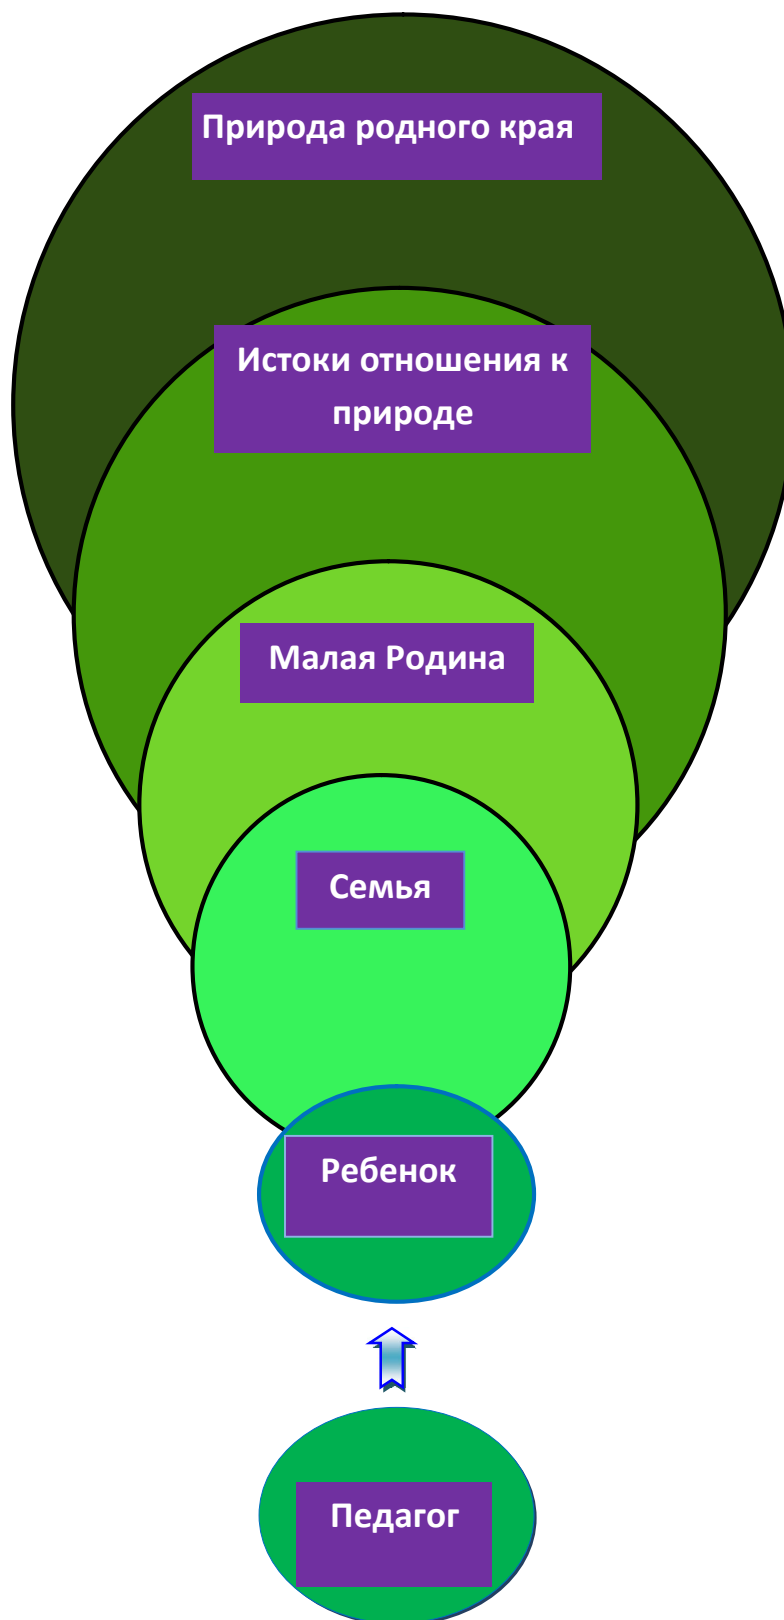 Природа родного края
Истоки отношения к
природе
Малая Родина
Семья
Ребенок
Педагог